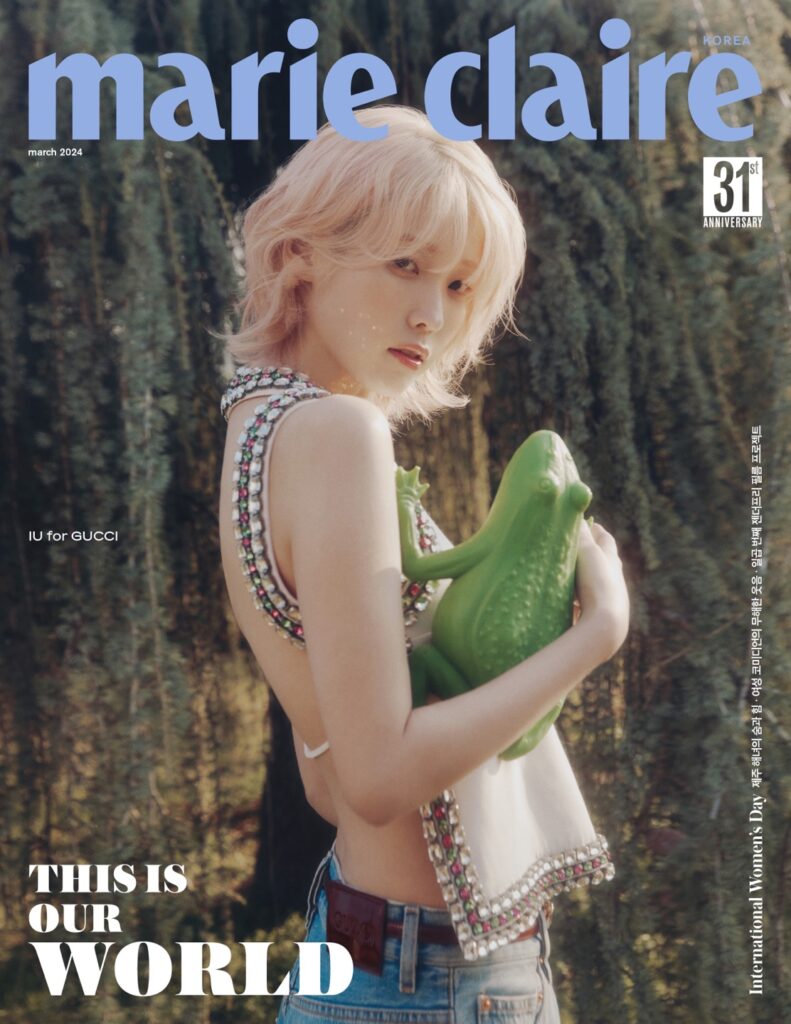 KOREA
marie claire
march 2024
31st
ANNIVERSARY
IU for GUCCI
THIS IS
OUR
WORLD
International Women's Day 제주 해녀의 숨과 힘 · 여성 코미디언의 무해한 웃음 · 일곱 번째 젠더프리 필름 프로젝트
GUCCI